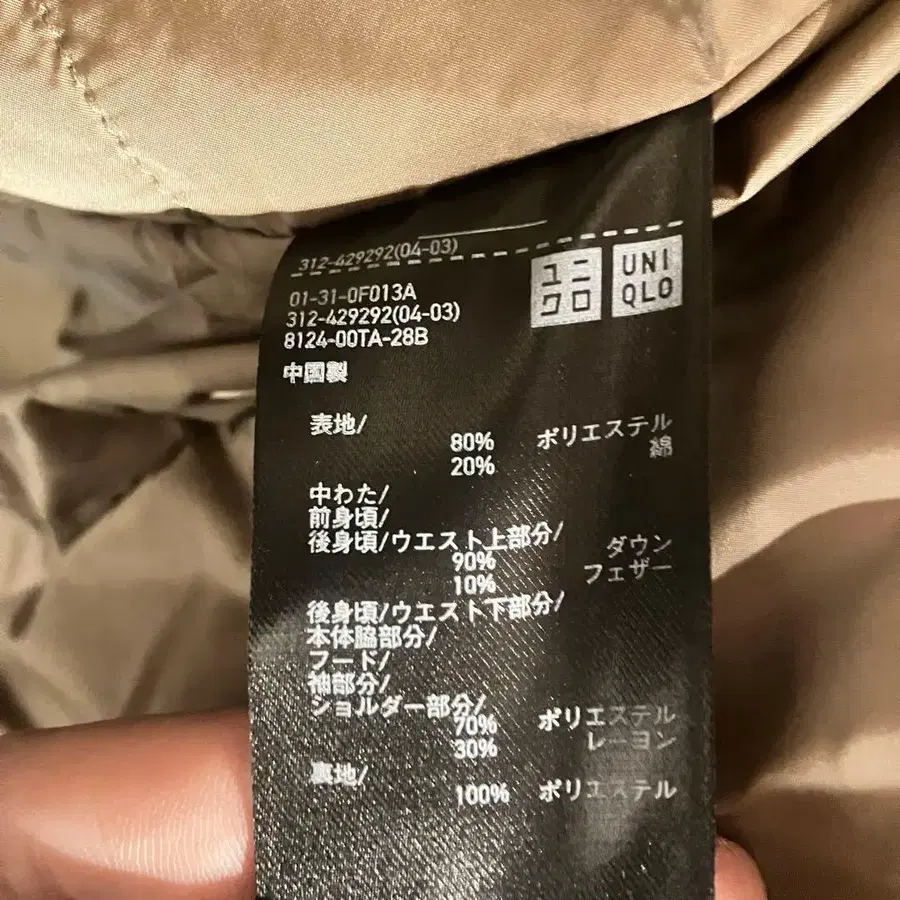 312-429292(04-03)
ユニ
クロ
UNI
QLO
01-31-0F013A
312-429292(04-03)
8124-00TA-28B
中国製
表地/
80% ポリエステル
20% 綿
中わた/
前身頃/
後身頃/ウエスト上部分/
90% ダウン
10% フェザー
後身頃/ウエスト下部分/
本体脇部分/
フード/
袖部分/
ショルダー部分/
70% ポリエステル
30% レーヨン
裏地/
100% ポリエステル